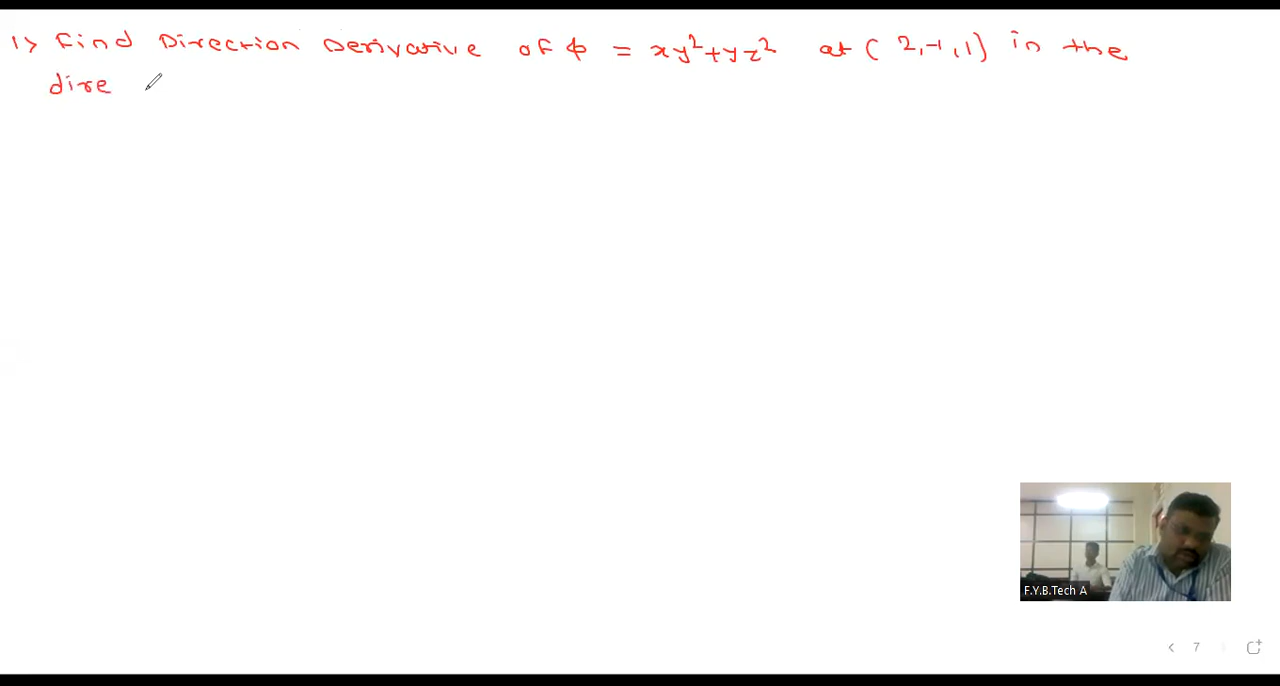 1) Find Direction Derivative of ϕ = xy²+yz² at (2,-1,1) in the
dire
F.Y.B.Tech A
7